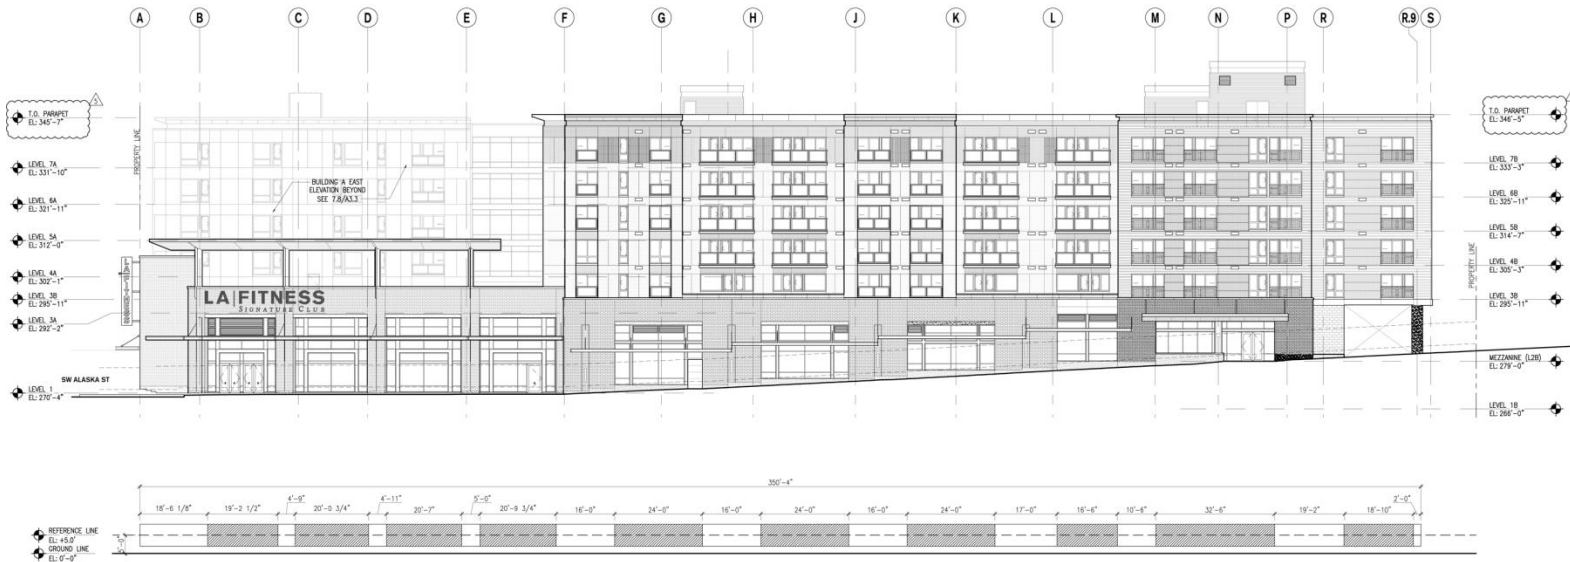 A B C D E F G H J K L M N P R R.9 S
5
T.O. PARAPET
EL: 345'-7"
LEVEL 7A
EL: 331'-10"
LEVEL 6A
EL: 321'-11"
LEVEL 5A
EL: 312'-0"
LEVEL 4A
EL: 302'-1"
LEVEL 3B
EL: 295'-11"
LEVEL 3A
EL: 292'-2"
LEVEL 1
EL: 270'-4"
PROPERTY LINE
SW ALASKA ST
BUILDING A EAST
ELEVATION BEYOND
SEE 7.8/A3.3
LA|FITNESS
SIGNATURE CLUB
T.O. PARAPET
EL: 346'-5"
LEVEL 7B
EL: 333'-3"
LEVEL 6B
EL: 325'-11"
LEVEL 5B
EL: 314'-7"
LEVEL 4B
EL: 305'-3"
LEVEL 3B
EL: 295'-11"
MEZZANINE (L2B)
EL: 279'-0"
LEVEL 1B
EL: 266'-0"
PROPERTY LINE
350'-4"
18'-6 1/8" 19'-2 1/2" 4'-9" 20'-0 3/4" 4'-11" 20'-7" 5'-0" 20'-9 3/4" 16'-0" 24'-0" 16'-0" 24'-0" 16'-0" 24'-0" 17'-0" 16'-6" 10'-6" 32'-6" 19'-2" 18'-10" 2'-0"
REFERENCE LINE
EL: +5.0'
GROUND LINE
EL: 0'-0"
5'-0"